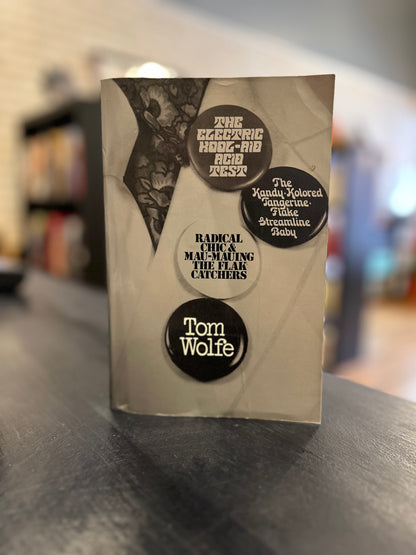 THE
ELECTRIC
KOOL-AID
ACID
TEST
The
Kandy-Kolored
Tangerine-
Flake
Streamline
Baby
RADICAL
CHIC &
MAU-MAUING
THE FLAK
CATCHERS
Tom
Wolfe